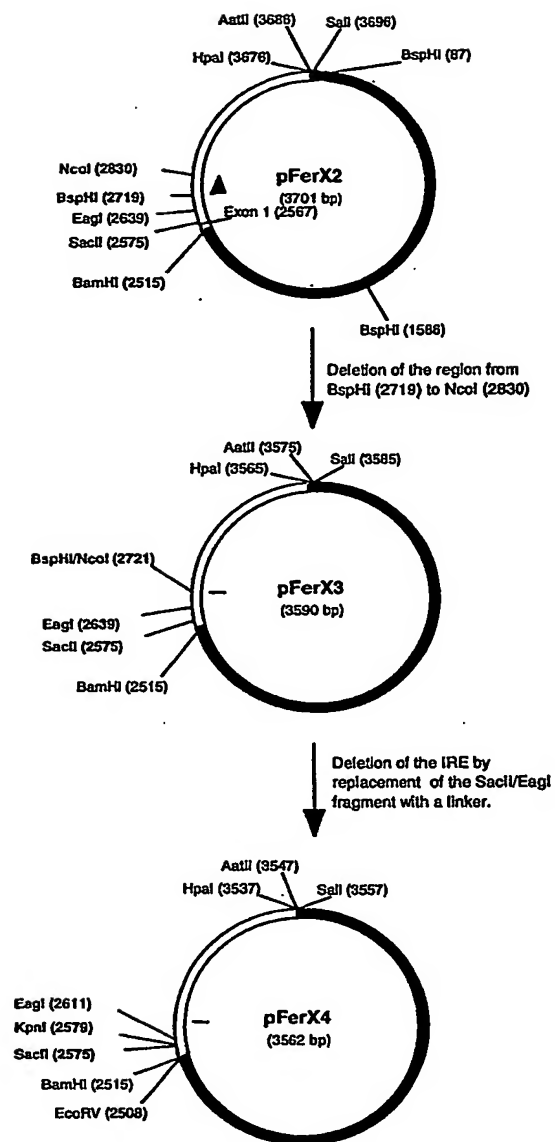 AatII (3686)
SalI (3696)
HpaI (3676)
BspHI (87)
NcoI (2830)
pFerX2
BspHI (2719)
(3701 bp)
EagI (2639)
Exon 1 (2567)
SacII (2575)
BamHI (2515)
BspHI (1586)
Deletion of the region from
BspHI (2719) to NcoI (2830)
AatII (3575)
SalI (3585)
HpaI (3565)
BspHI/NcoI (2721)
pFerX3
(3590 bp)
EagI (2639)
SacII (2575)
BamHI (2515)
Deletion of the IRE by
replacement of the SacII/EagI
fragment with a linker.
AatII (3547)
HpaI (3537)
SalI (3557)
EagI (2611)
KpnI (2579)
pFerX4
(3562 bp)
SacII (2575)
BamHI (2515)
EcoRV (2508)